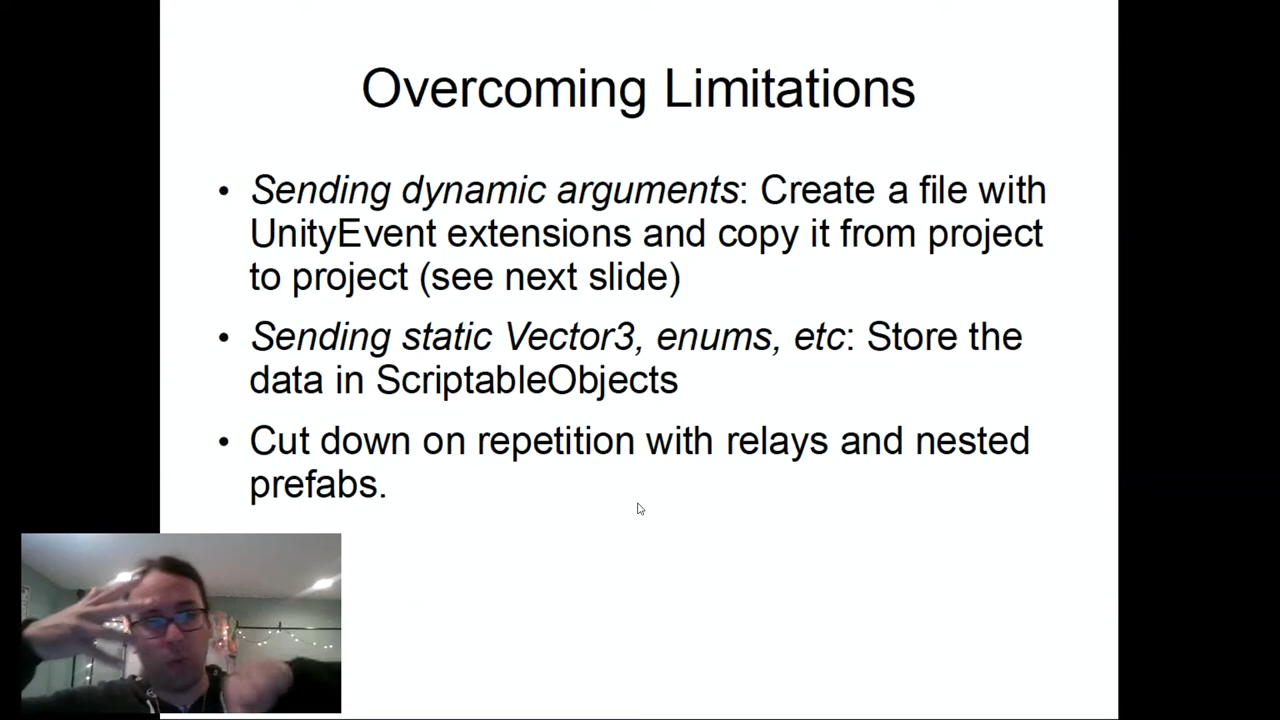 Overcoming Limitations
• Sending dynamic arguments: Create a file with
UnityEvent extensions and copy it from project
to project (see next slide)
• Sending static Vector3, enums, etc: Store the
data in ScriptableObjects
• Cut down on repetition with relays and nested
prefabs.